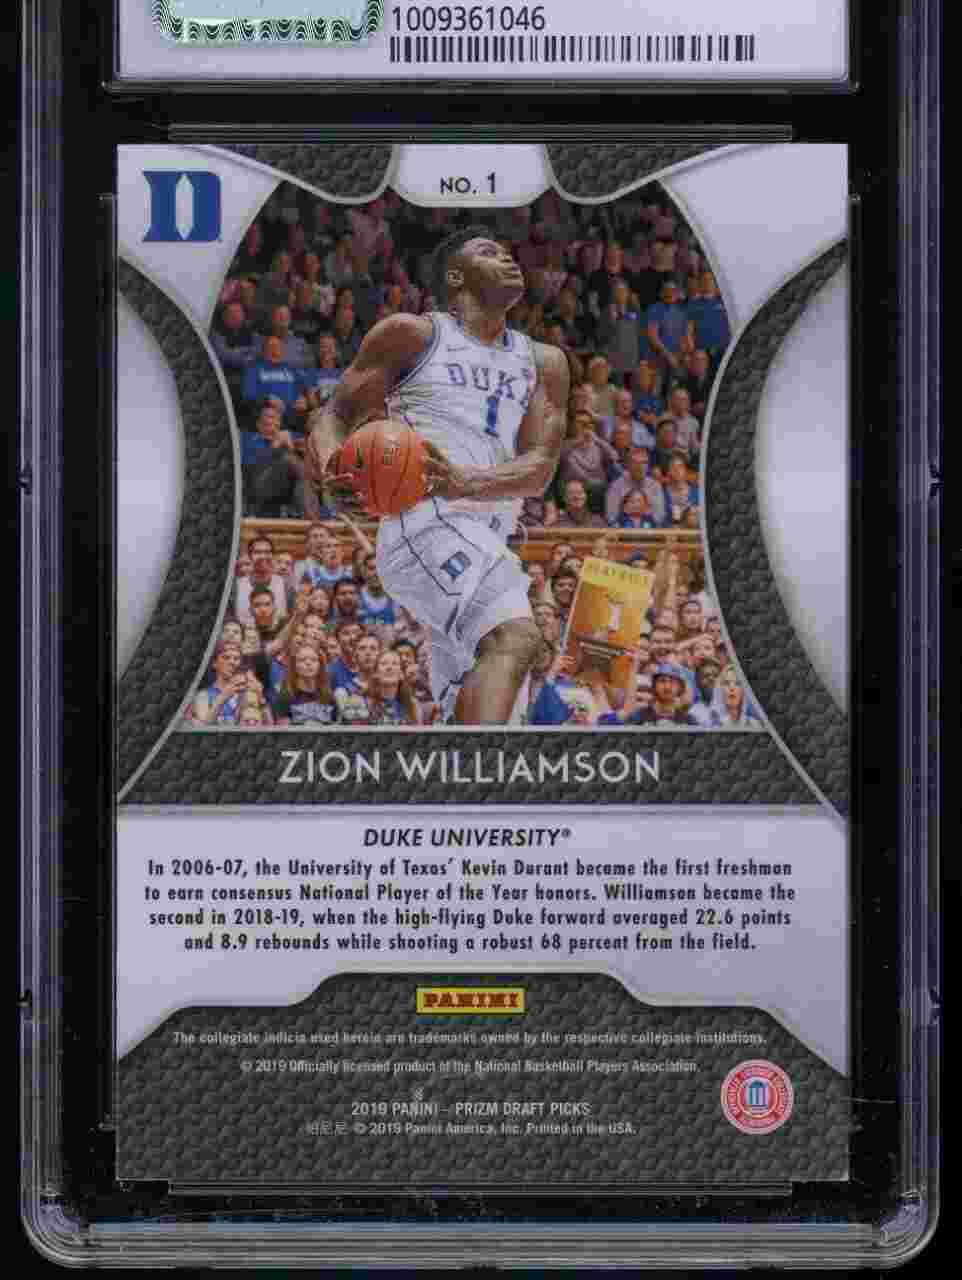 1009361046
NO. 1
D
DUKE
1
ZION WILLIAMSON
DUKE UNIVERSITY®
In 2006-07, the University of Texas' Kevin Durant became the first freshman
to earn consensus National Player of the Year honors. Williamson became the
second in 2018-19, when the high-flying Duke forward averaged 22.6 points
and 8.9 rebounds while shooting a robust 68 percent from the field.
PANINI
The collegiate indicia used herein are trademarks owned by the respective collegiate institutions.
© 2019 Officially licensed product of the National Basketball Players Association.
2019 PANINI – PRIZM DRAFT PICKS
帕尼尼 © 2019 Panini America, Inc. Printed in the USA.